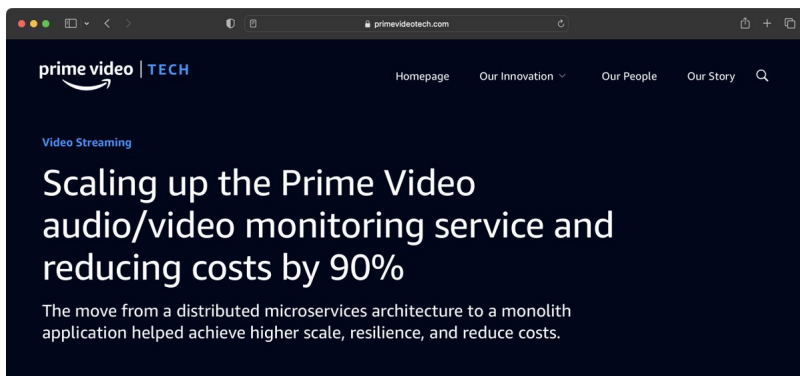 primevideotech.com
prime video | TECH
Homepage
Our Innovation
Our People
Our Story
Video Streaming
Scaling up the Prime Video
audio/video monitoring service and
reducing costs by 90%
The move from a distributed microservices architecture to a monolith
application helped achieve higher scale, resilience, and reduce costs.